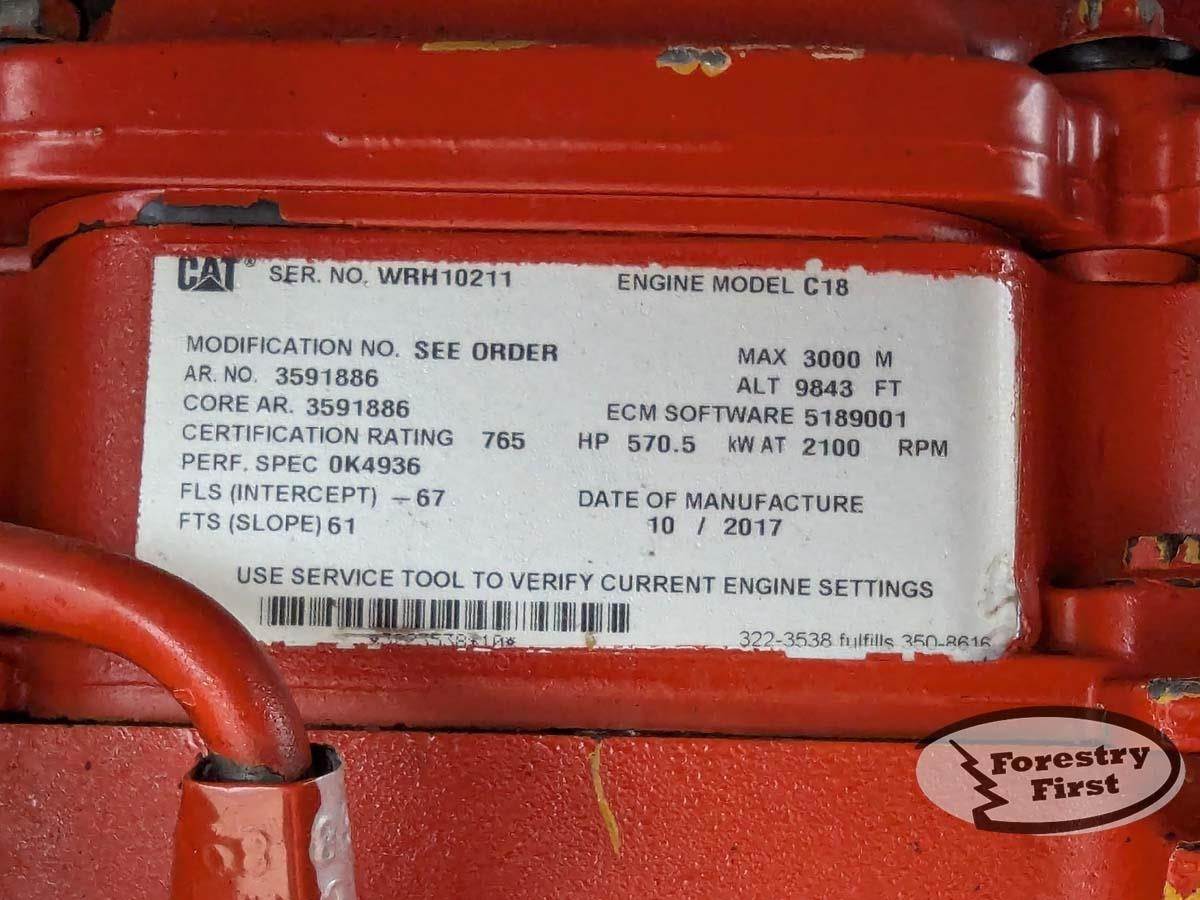 CAT® SER. NO. WRH10211 ENGINE MODEL C18
MODIFICATION NO. SEE ORDER MAX 3000 M
AR. NO. 3591886 ALT 9843 FT
CORE AR. 3591886 ECM SOFTWARE 5189001
CERTIFICATION RATING 765 HP 570.5 kW AT 2100 RPM
PERF. SPEC 0K4936
FLS (INTERCEPT) -67 DATE OF MANUFACTURE
FTS (SLOPE) 61 10 / 2017
USE SERVICE TOOL TO VERIFY CURRENT ENGINE SETTINGS
322-3538 fulfills 350-8616
Forestry
First